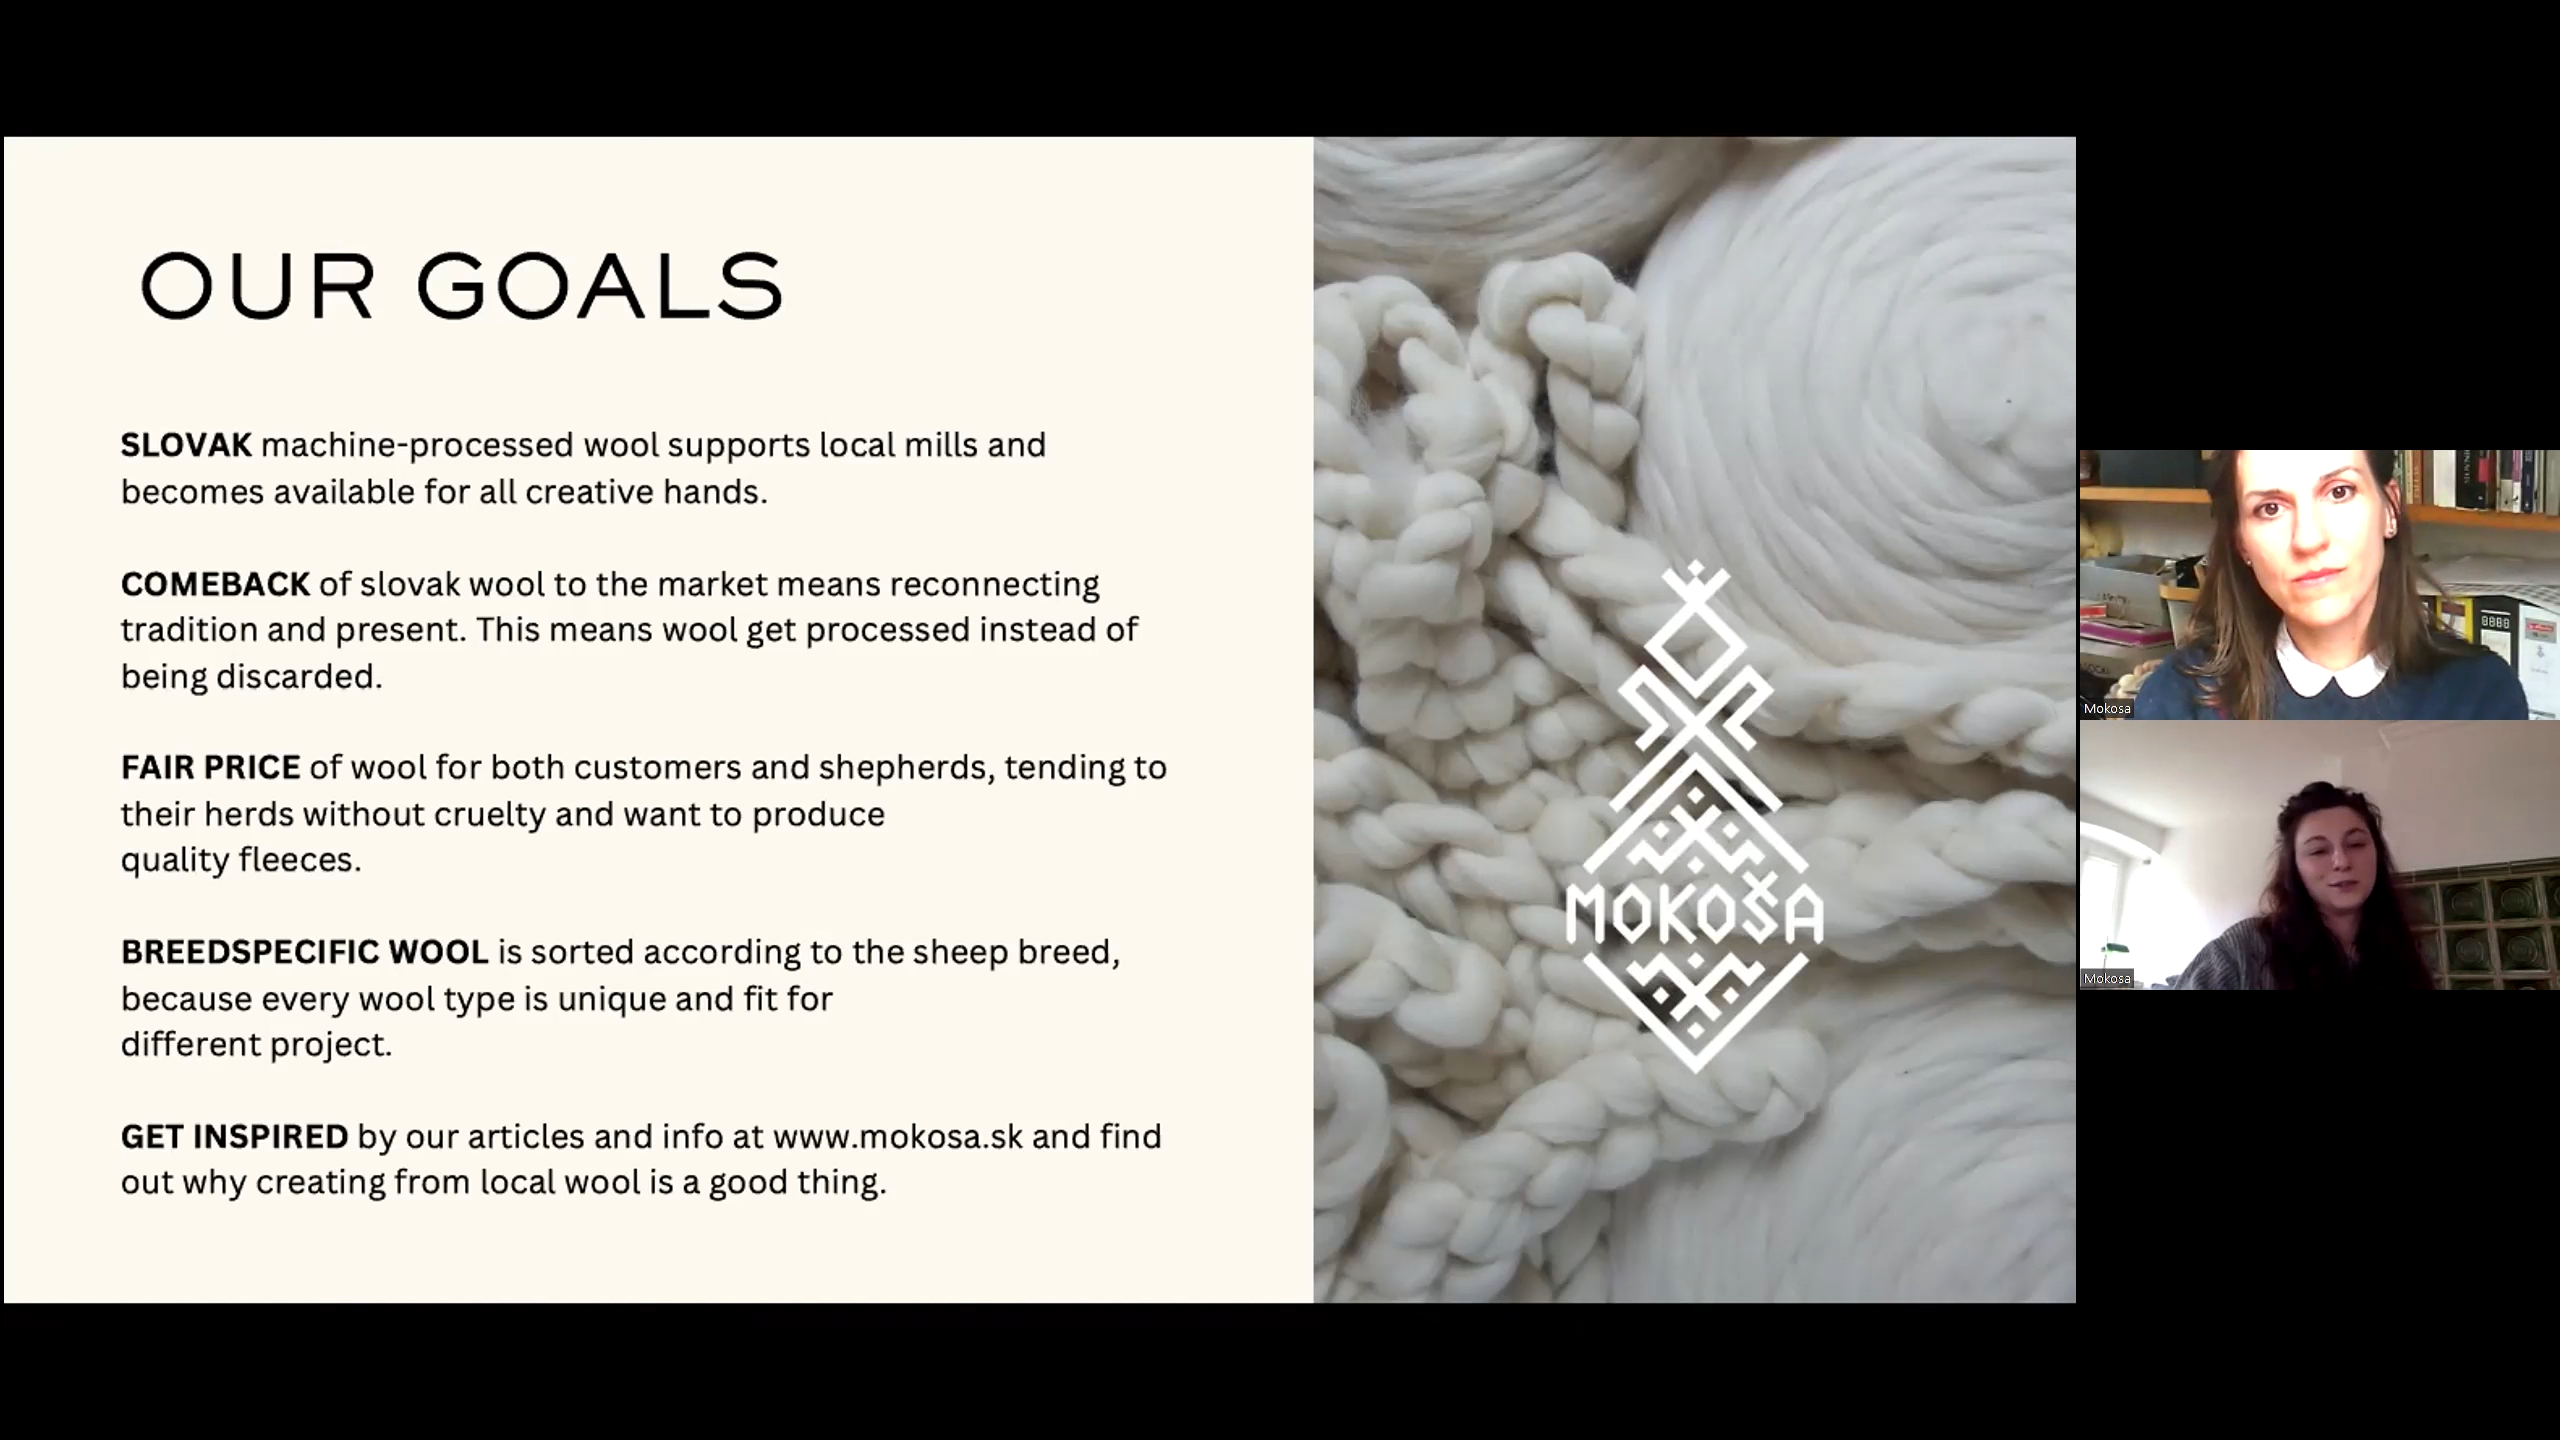 OUR GOALS
SLOVAK machine-processed wool supports local mills and
becomes available for all creative hands.
COMEBACK of slovak wool to the market means reconnecting
tradition and present. This means wool get processed instead of
being discarded.
FAIR PRICE of wool for both customers and shepherds, tending to
their herds without cruelty and want to produce
quality fleeces.
BREEDSPECIFIC WOOL is sorted according to the sheep breed,
because every wool type is unique and fit for
different project.
GET INSPIRED by our articles and info at www.mokosa.sk and find
out why creating from local wool is a good thing.
MOKOŠA
Mokosa
Mokosa